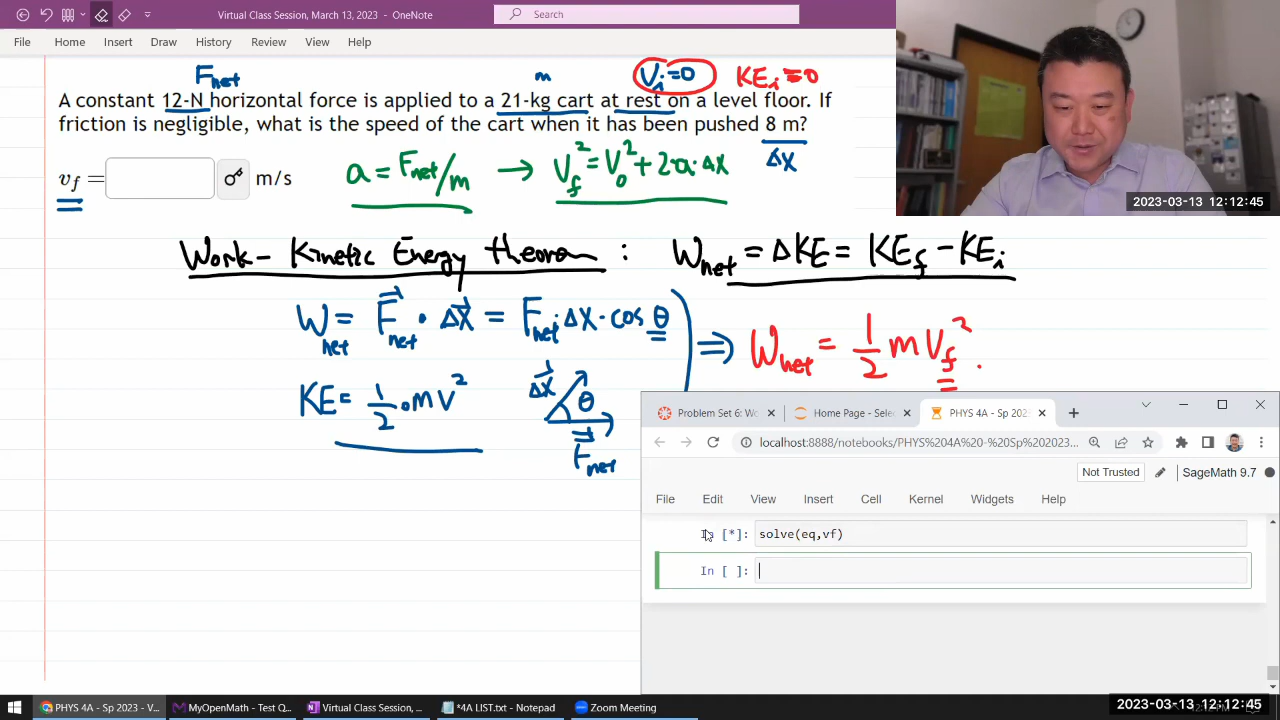 Virtual Class Session, March 13, 2023 - OneNote
Search
File Home Insert Draw History Review View Help
Fnet m Vi=0 KEi=0
A constant 12-N horizontal force is applied to a 21-kg cart at rest on a level floor. If
friction is negligible, what is the speed of the cart when it has been pushed 8 m?
Δx
vf = m/s
a = Fnet/m → Vf² = V0² + 2·a·Δx
2023-03-13 12:12:45
Work - Kinetic Energy theorem : Wnet = ΔKE = KEf - KEi
Wnet = F⃗net · Δx⃗ = Fnet·Δx·cosθ
⇒ Wnet = 1/2 m Vf².
KE = 1/2 · m V²
Δx⃗ θ
F⃗net
Problem Set 6: W Home Page - Sele PHYS 4A - Sp 202
localhost:8888/notebooks/PHYS%204A%20-%20Sp%202023...
Not Trusted SageMath 9.7
File Edit View Insert Cell Kernel Widgets Help
In [*]: solve(eq,vf)
In [ ]:
PHYS 4A - Sp 2023 - V... MyOpenMath - Test Q... Virtual Class Session, ... *4A LIST.txt - Notepad Zoom Meeting
2023-03-13 12:12:45